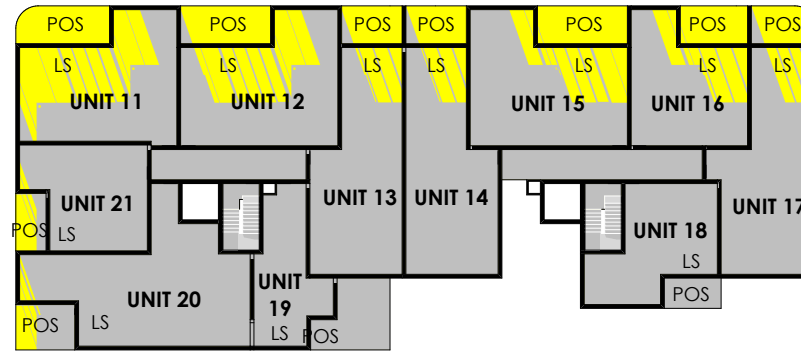 POS POS POS POS POS POS POS
LS LS LS LS LS LS LS
UNIT 11 UNIT 12 UNIT 15 UNIT 16
UNIT 21 UNIT 13 UNIT 14 UNIT 17
POS LS UNIT 18
LS
UNIT 20 UNIT
19
POS
POS LS LS POS